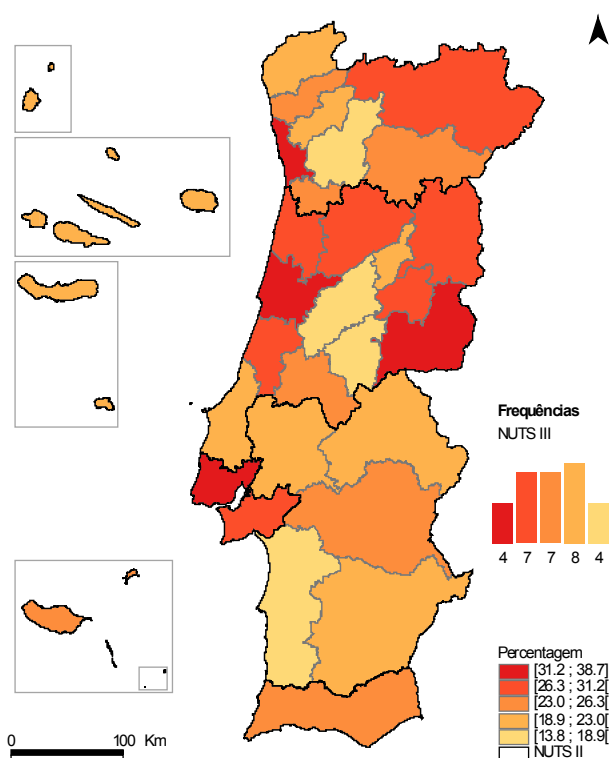 Frequências
NUTS III
4 7 7 8 4
Percentagem
[31.2 ; 38.7]
[26.3 ; 31.2[
[23.0 ; 26.3[
[18.9 ; 23.0[
[13.8 ; 18.9[
NUTS II
0 100 Km